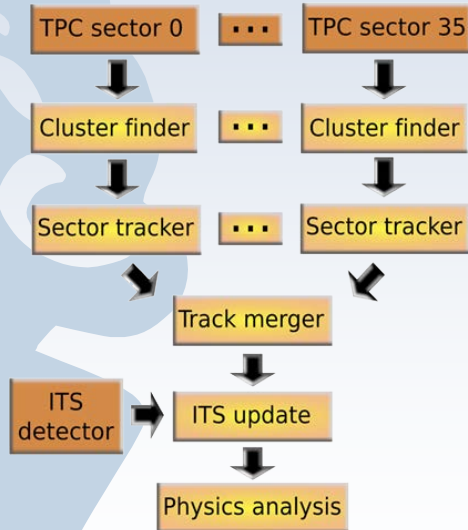 TPC sector 0 ... TPC sector 35
Cluster finder ... Cluster finder
Sector tracker ... Sector tracker
Track merger
ITS
detector
ITS update
Physics analysis